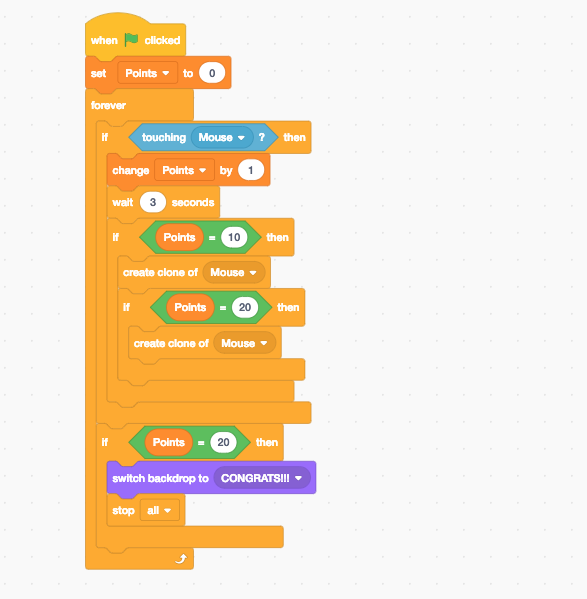 when clicked
set Points to 0
forever
if touching Mouse ? then
change Points by 1
wait 3 seconds
if Points = 10 then
create clone of Mouse
if Points = 20 then
create clone of Mouse
if Points = 20 then
switch backdrop to CONGRATS!!!
stop all